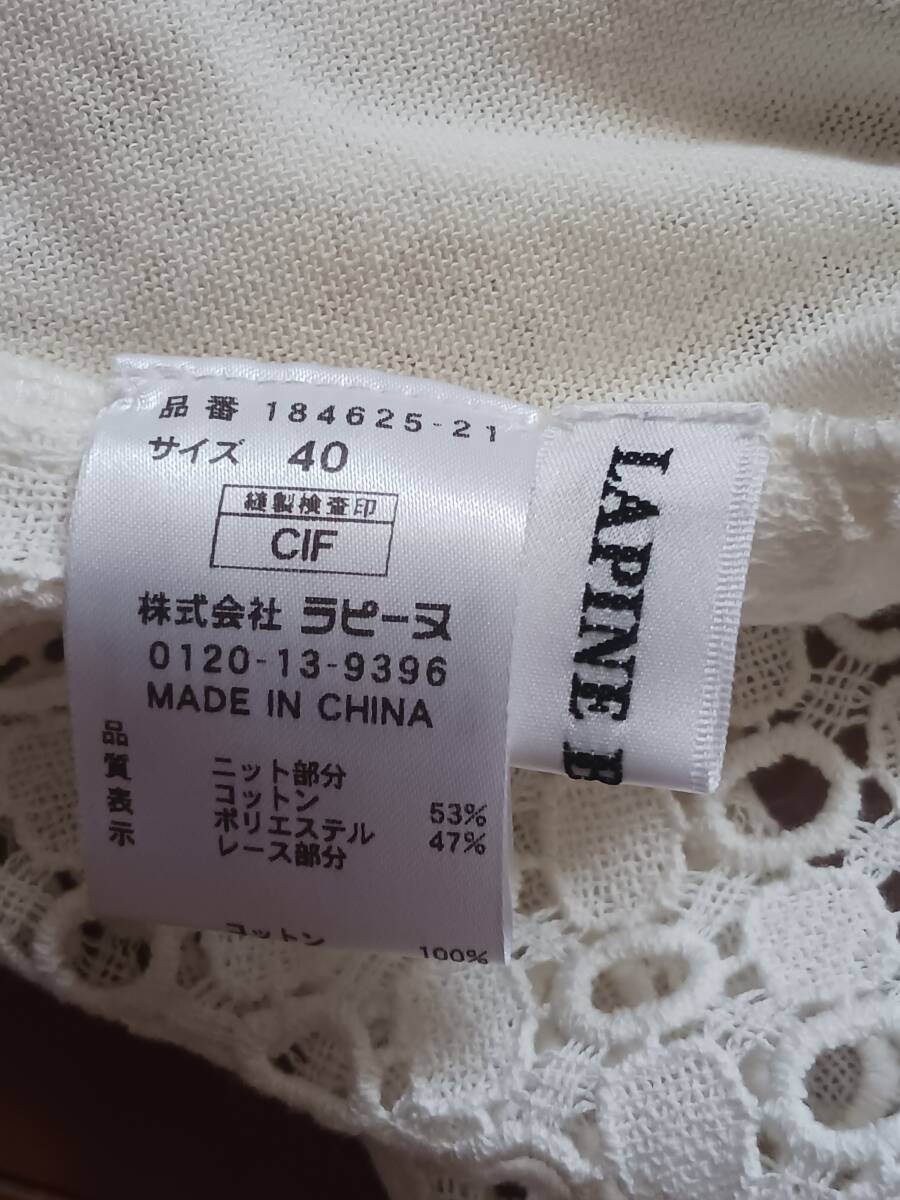 品番 184625-21
サイズ 40
縫製検査印
CIF
株式会社 ラピーヌ
0120-13-9396
MADE IN CHINA
品質表示
ニット部分
コットン 53%
ポリエステル 47%
レース部分
コットン 100%
LAPINE B